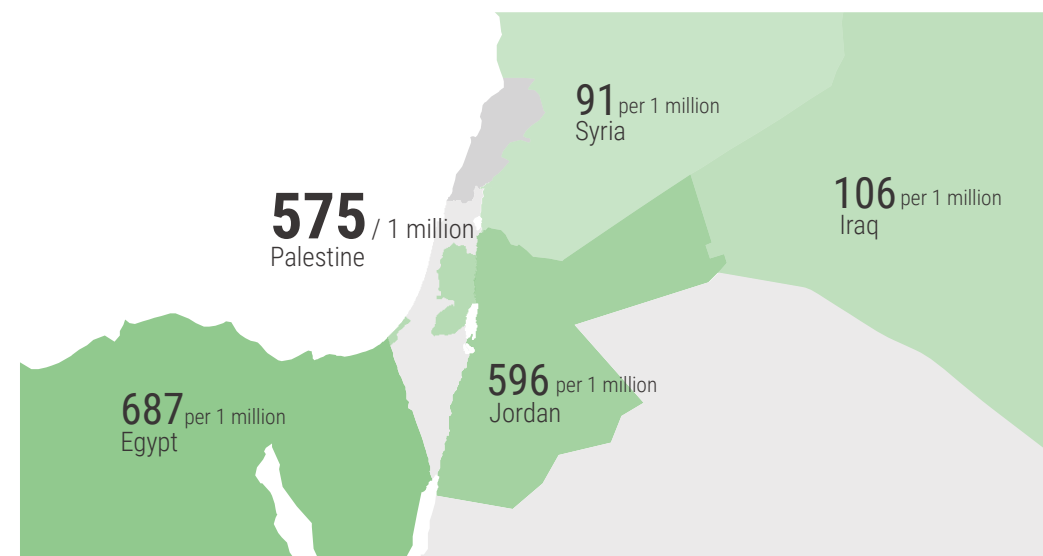 91 per 1 million
Syria
106 per 1 million
Iraq
575 / 1 million
Palestine
596 per 1 million
Jordan
687 per 1 million
Egypt